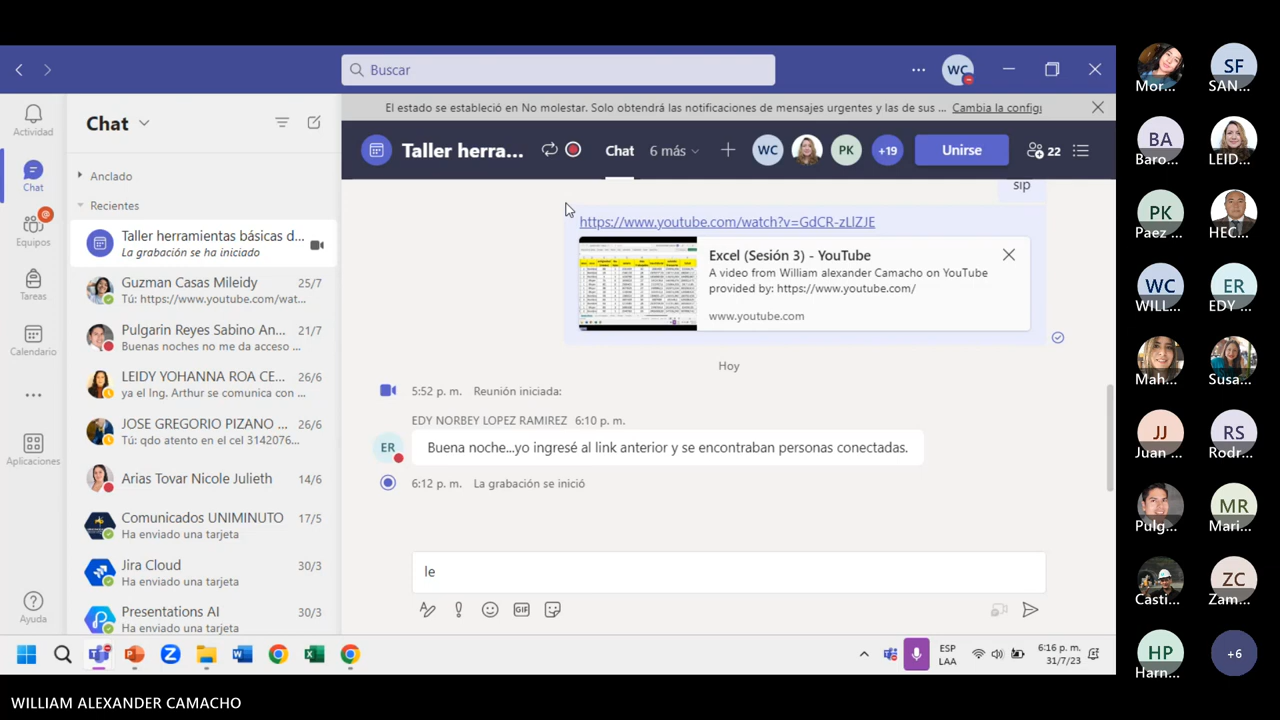 Buscar
WC
El estado se estableció en No molestar. Solo obtendrá las notificaciones de mensajes urgentes y las de sus ... Cambia la configu
Actividad
Chat
Equipos
Tareas
Calendario
Aplicaciones
Ayuda
Chat
Anclado
Recientes
Taller herramientas básicas d...
La grabación se ha iniciado
Guzman Casas Mileidy 25/7
Tú: https://www.youtube.com/wat...
Pulgarin Reyes Sabino An... 21/7
Buenas noches no me da acceso ...
LEIDY YOHANNA ROA CE... 26/6
ya el Ing. Arthur se comunica con ...
JOSE GREGORIO PIZANO ... 26/6
Tú: qdo atento en el cel 3142076...
Arias Tovar Nicole Julieth 14/6
Comunicados UNIMINUTO 17/5
Ha enviado una tarjeta
Jira Cloud 30/3
Ha enviado una tarjeta
Presentations AI 30/3
Ha enviado una tarjeta
Taller herra... Chat 6 más WC PK +19 Unirse 22
sip
https://www.youtube.com/watch?v=GdCR-zLlZJE
Excel (Sesión 3) - YouTube
A video from William alexander Camacho on YouTube
provided by: https://www.youtube.com/
www.youtube.com
Hoy
5:52 p. m. Reunión iniciada:
EDY NORBEY LOPEZ RAMIREZ 6:10 p. m.
ER
Buena noche...yo ingresé al link anterior y se encontraban personas conectadas.
6:12 p. m. La grabación se inició
le
GIF
ESP
LAA
6:16 p. m.
31/7/23
Mor... SF SAN...
BA Baro... LEID...
PK Paez ... HEC...
WC WILL... ER EDY ...
Mah... Susa...
JJ Juan ... RS Rodr...
Pulg... MR Mari...
Casti... ZC Zam...
HP Harn... +6
WILLIAM ALEXANDER CAMACHO